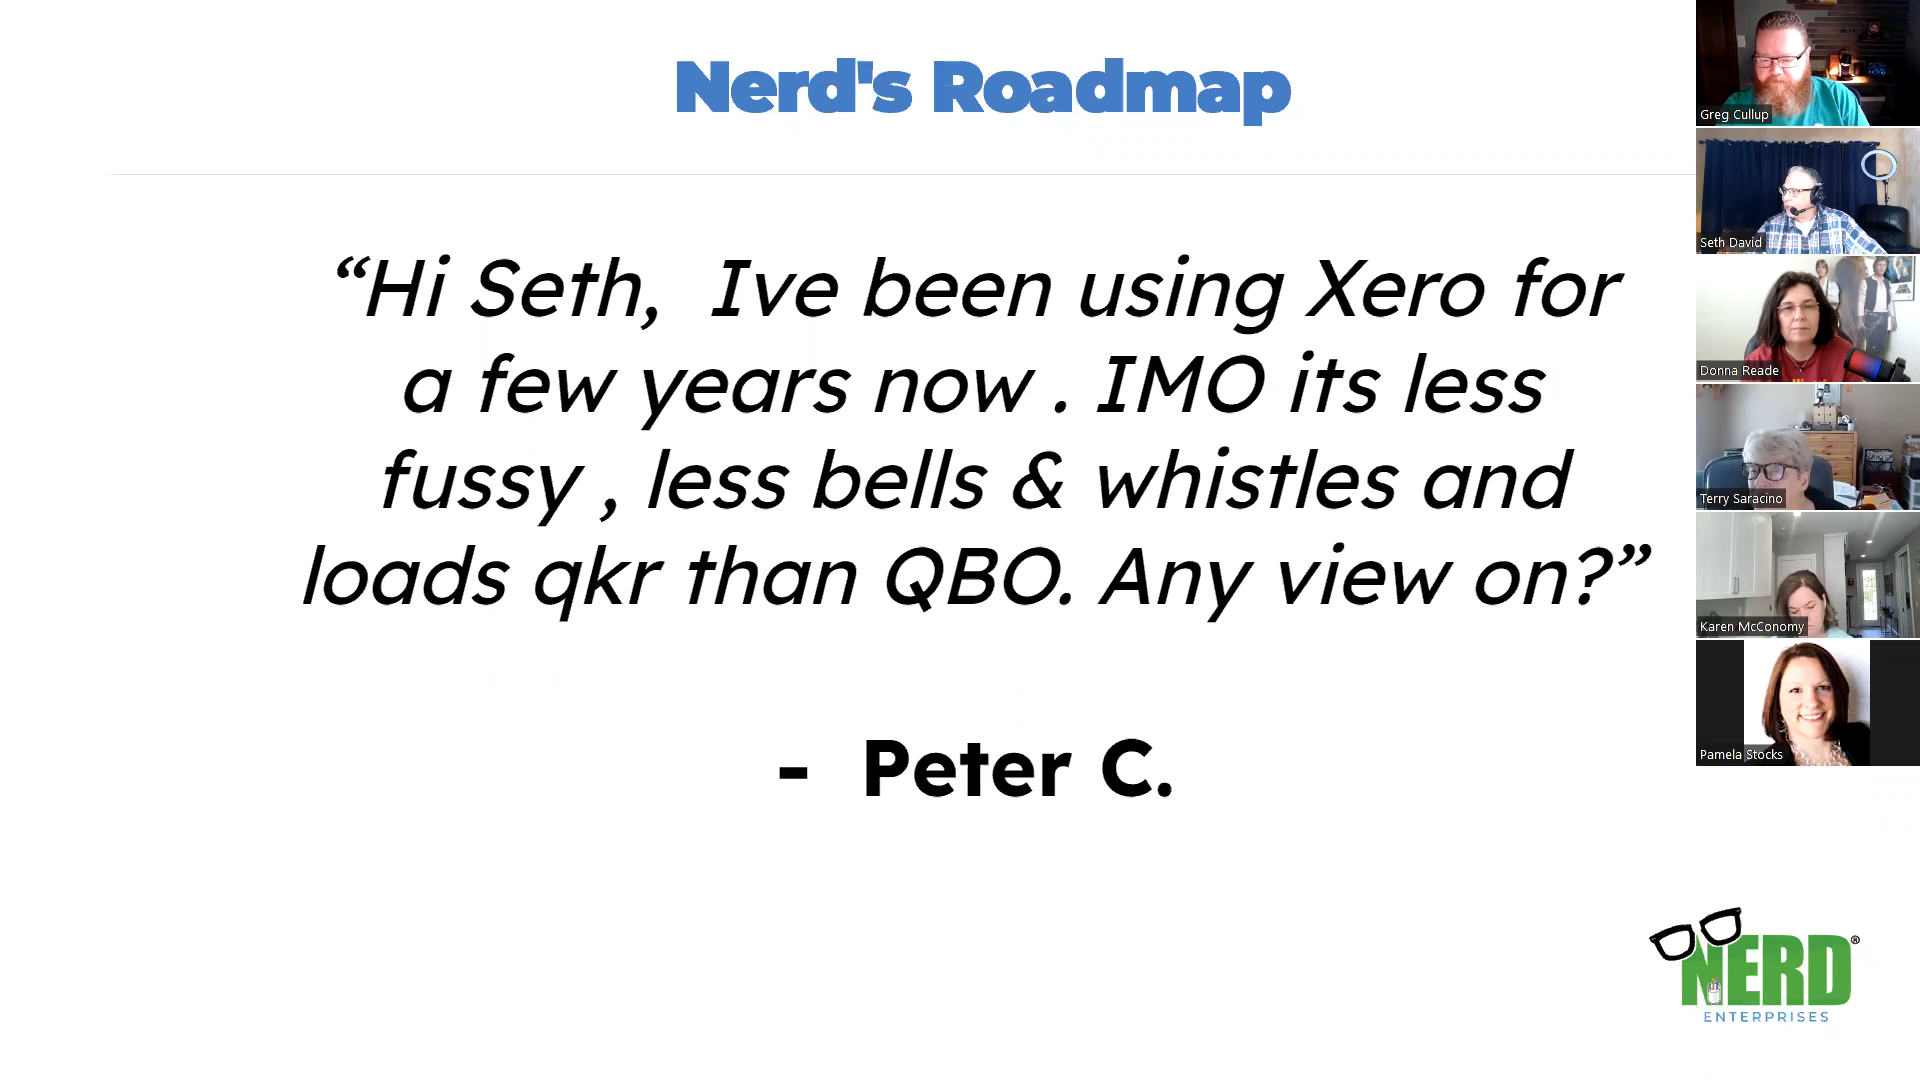 Nerd's Roadmap
“Hi Seth,  Ive been using Xero for
a few years now . IMO its less
fussy , less bells & whistles and
loads qkr than QBO. Any view on?”
-  Peter C.
Greg Cullup
Seth David
Donna Reade
Terry Saracino
Karen McConomy
Pamela Stocks
NERD®
ENTERPRISES